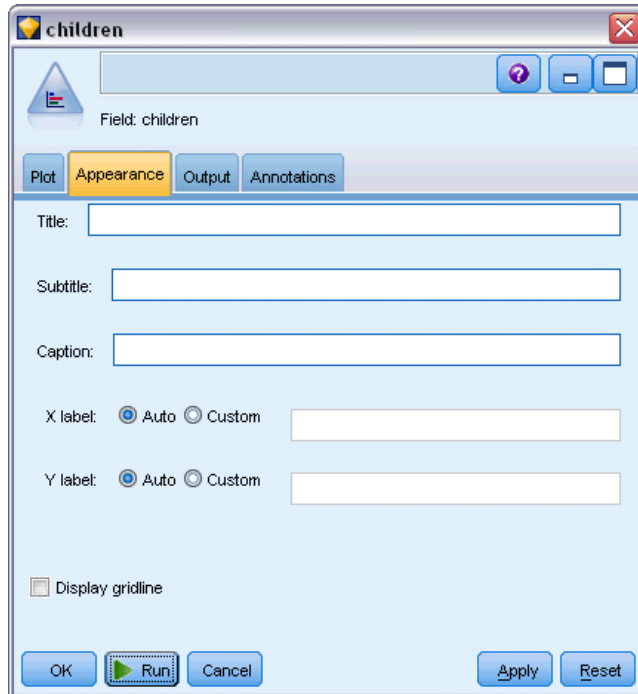 children
Field: children
Plot Appearance Output Annotations
Title:
Subtitle:
Caption:
X label: Auto Custom
Y label: Auto Custom
Display gridline
OK Run Cancel Apply Reset